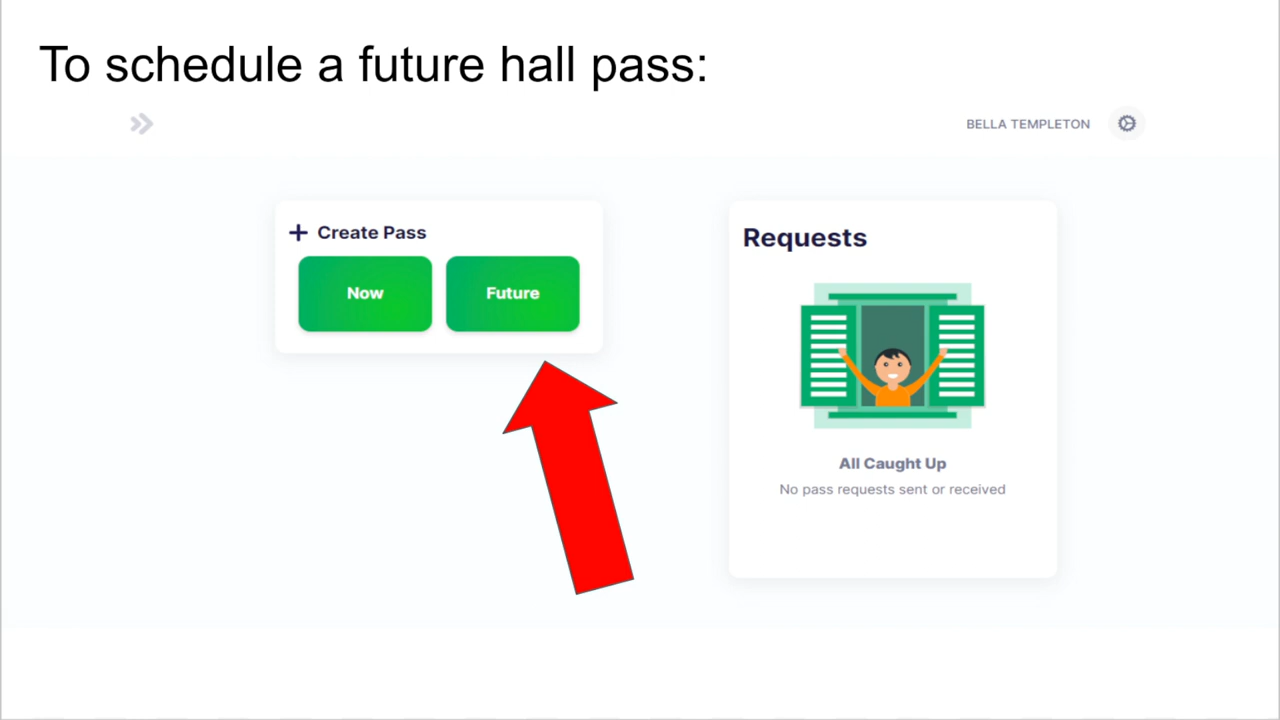 To schedule a future hall pass:
BELLA TEMPLETON
Create Pass
Now
Future
Requests
All Caught Up
No pass requests sent or received